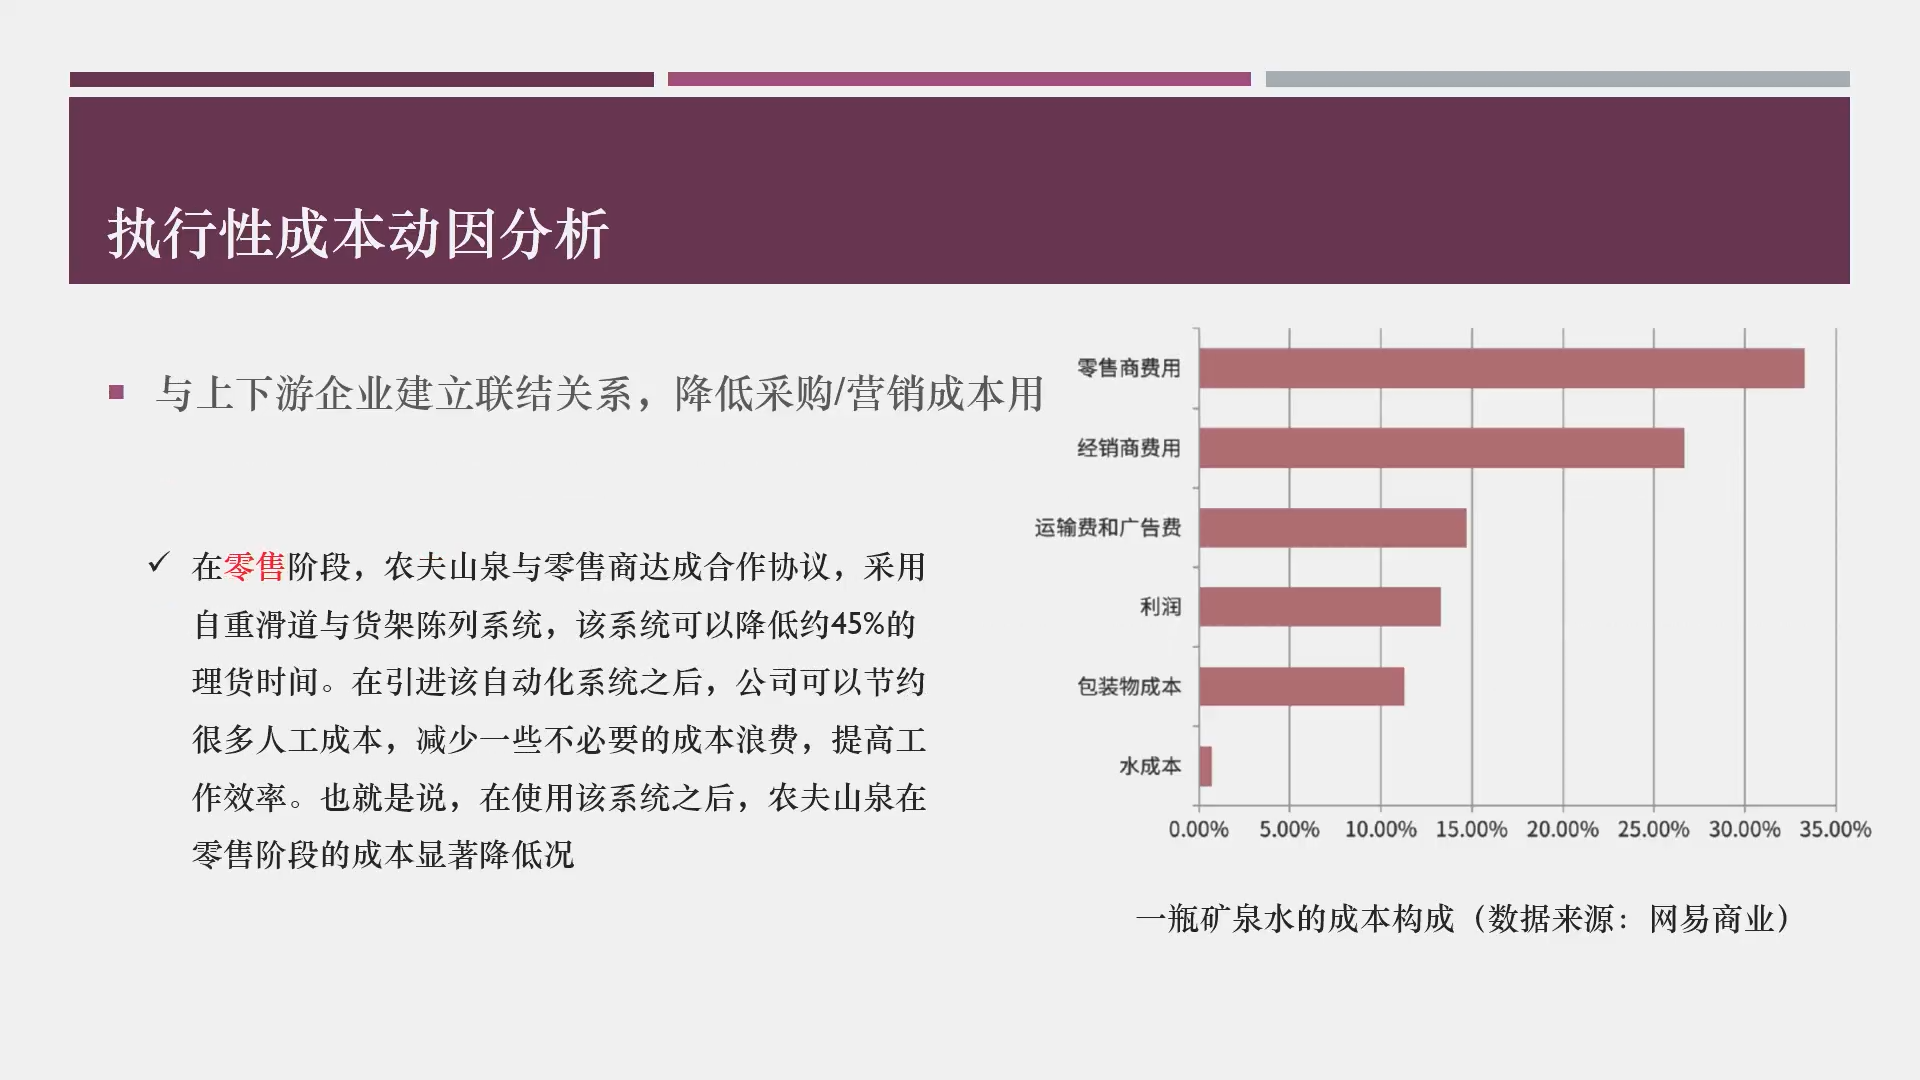 执行性成本动因分析
与上下游企业建立联结关系，降低采购/营销成本用
在零售阶段，农夫山泉与零售商达成合作协议，采用
自重滑道与货架陈列系统，该系统可以降低约45%的
理货时间。在引进该自动化系统之后，公司可以节约
很多人工成本，减少一些不必要的成本浪费，提高工
作效率。也就是说，在使用该系统之后，农夫山泉在
零售阶段的成本显著降低况
零售商费用
经销商费用
运输费和广告费
利润
包装物成本
水成本
0.00% 5.00% 10.00% 15.00% 20.00% 25.00% 30.00% 35.00%
一瓶矿泉水的成本构成（数据来源：网易商业）